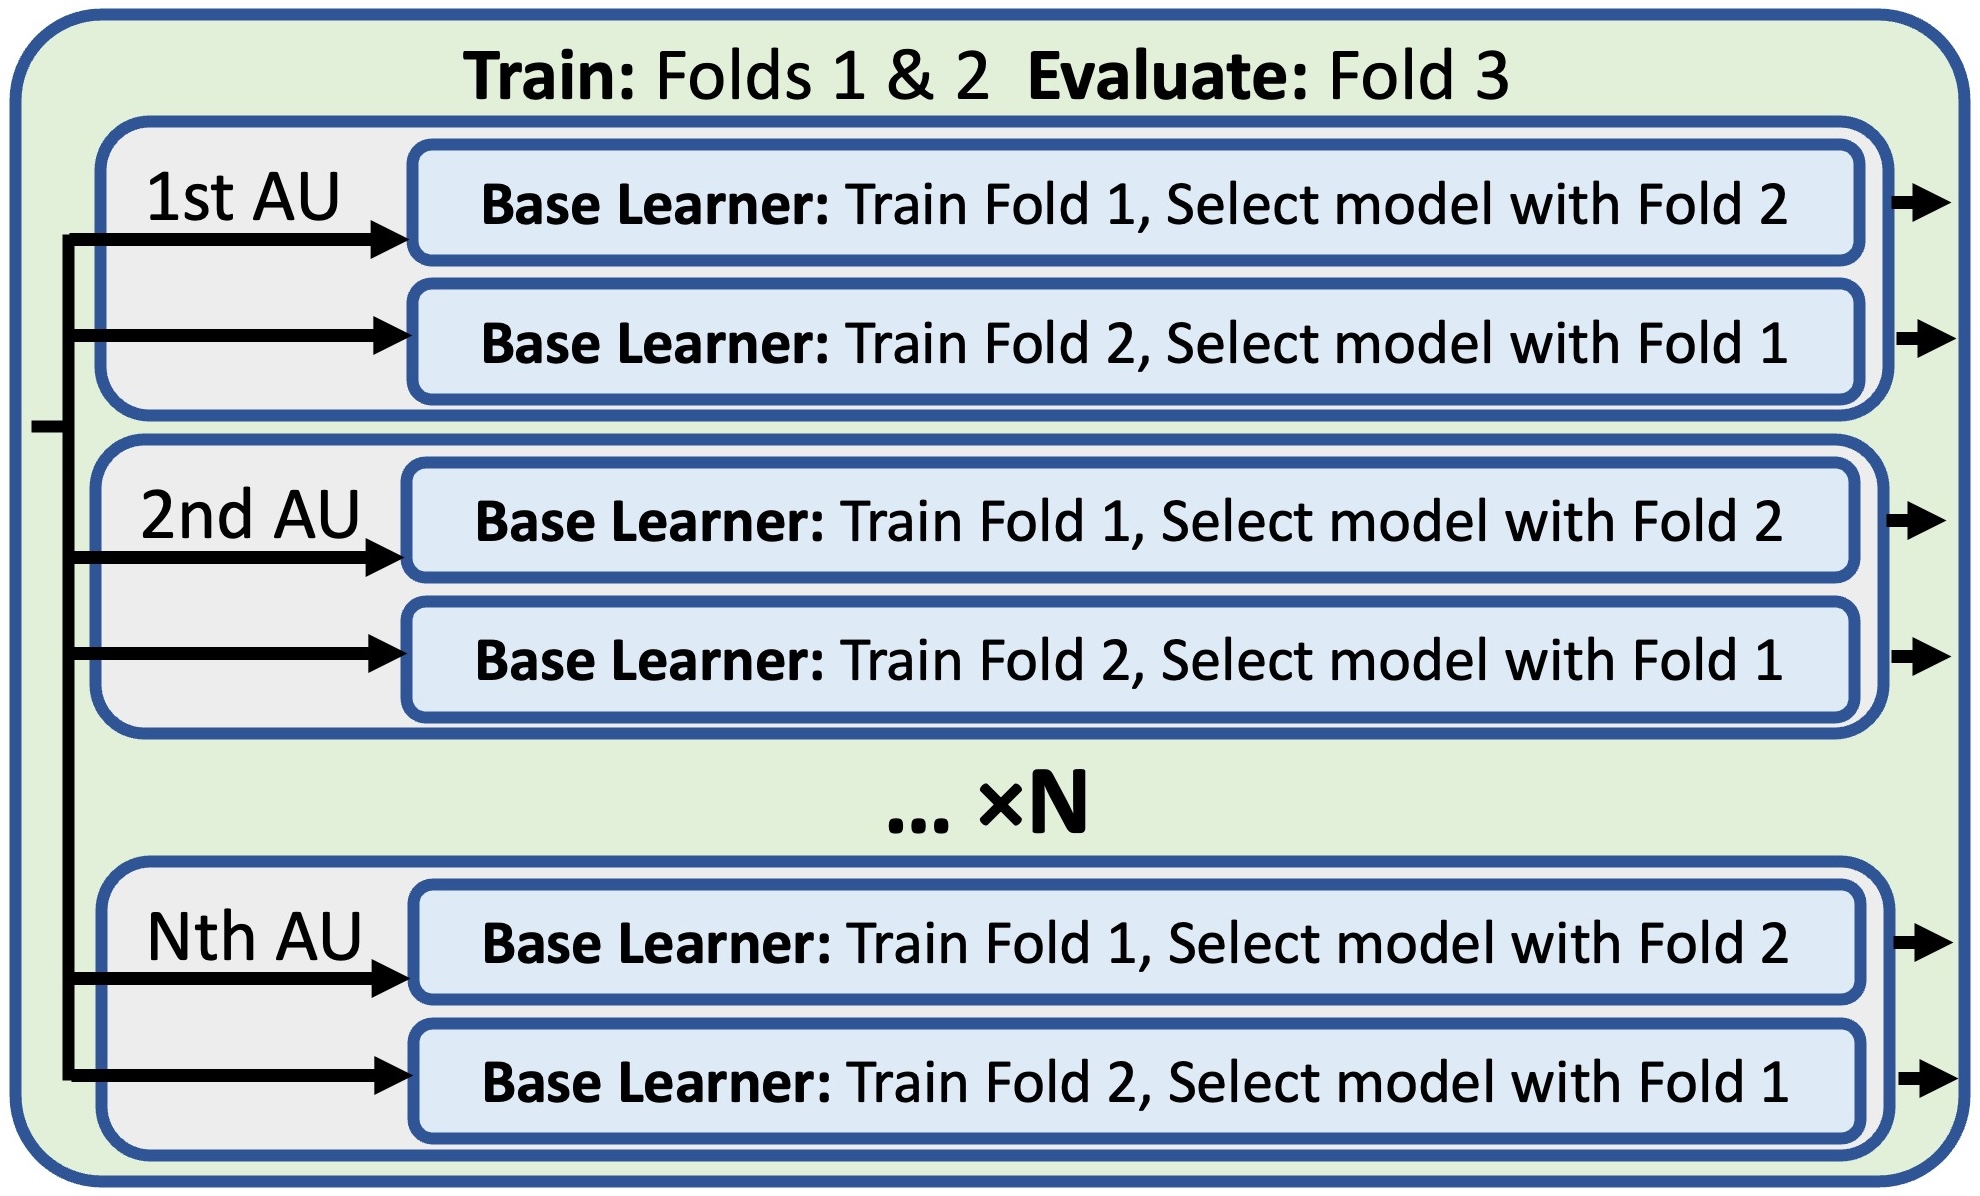 Train: Folds 1 & 2 Evaluate: Fold 3
1st AU
Base Learner: Train Fold 1, Select model with Fold 2
Base Learner: Train Fold 2, Select model with Fold 1
2nd AU
Base Learner: Train Fold 1, Select model with Fold 2
Base Learner: Train Fold 2, Select model with Fold 1
... ×N
Nth AU
Base Learner: Train Fold 1, Select model with Fold 2
Base Learner: Train Fold 2, Select model with Fold 1